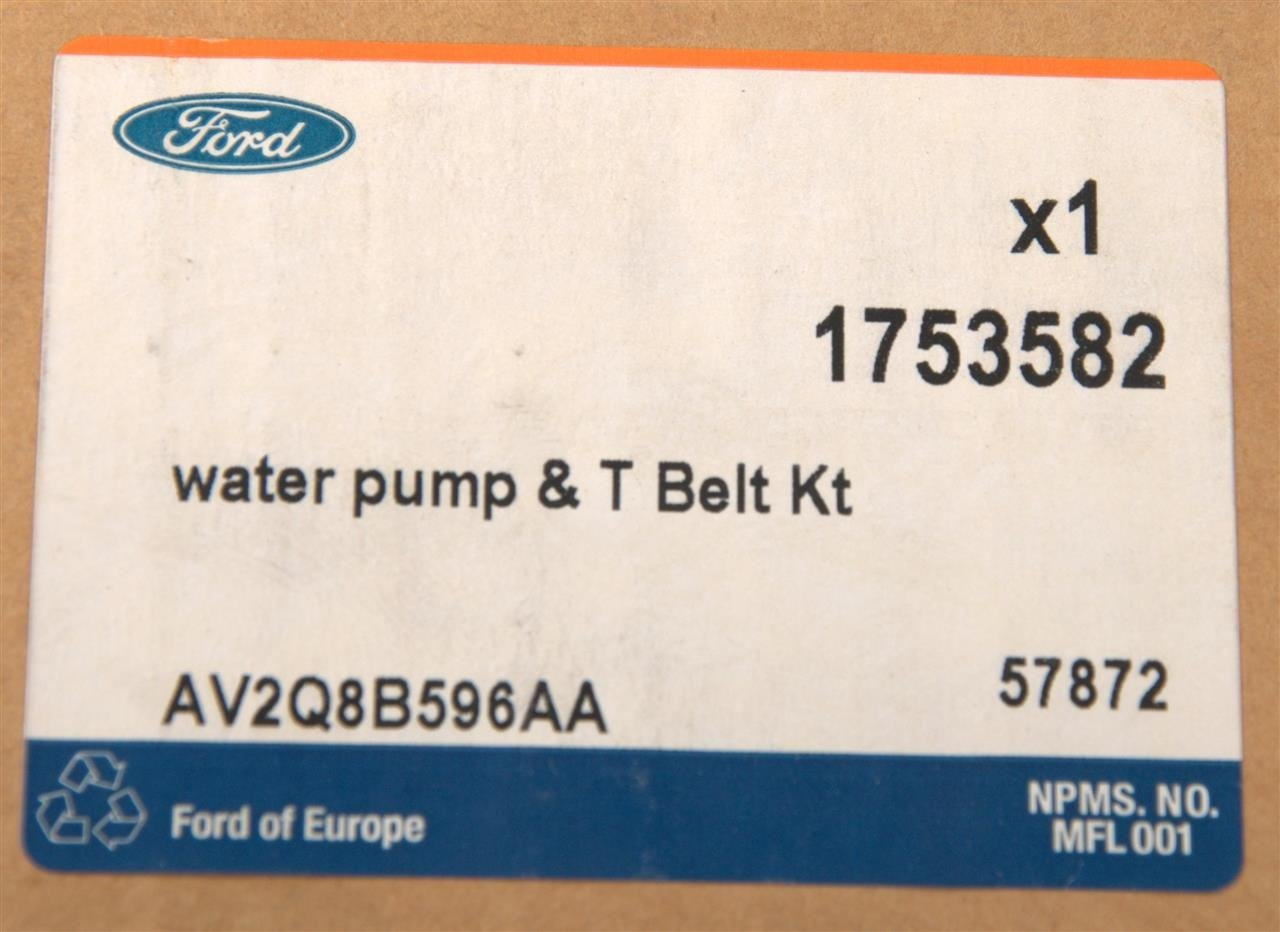 Ford
x1
1753582
water pump & T Belt Kt
AV2Q8B596AA
57872
Ford of Europe
NPMS. NO.
MFL 001